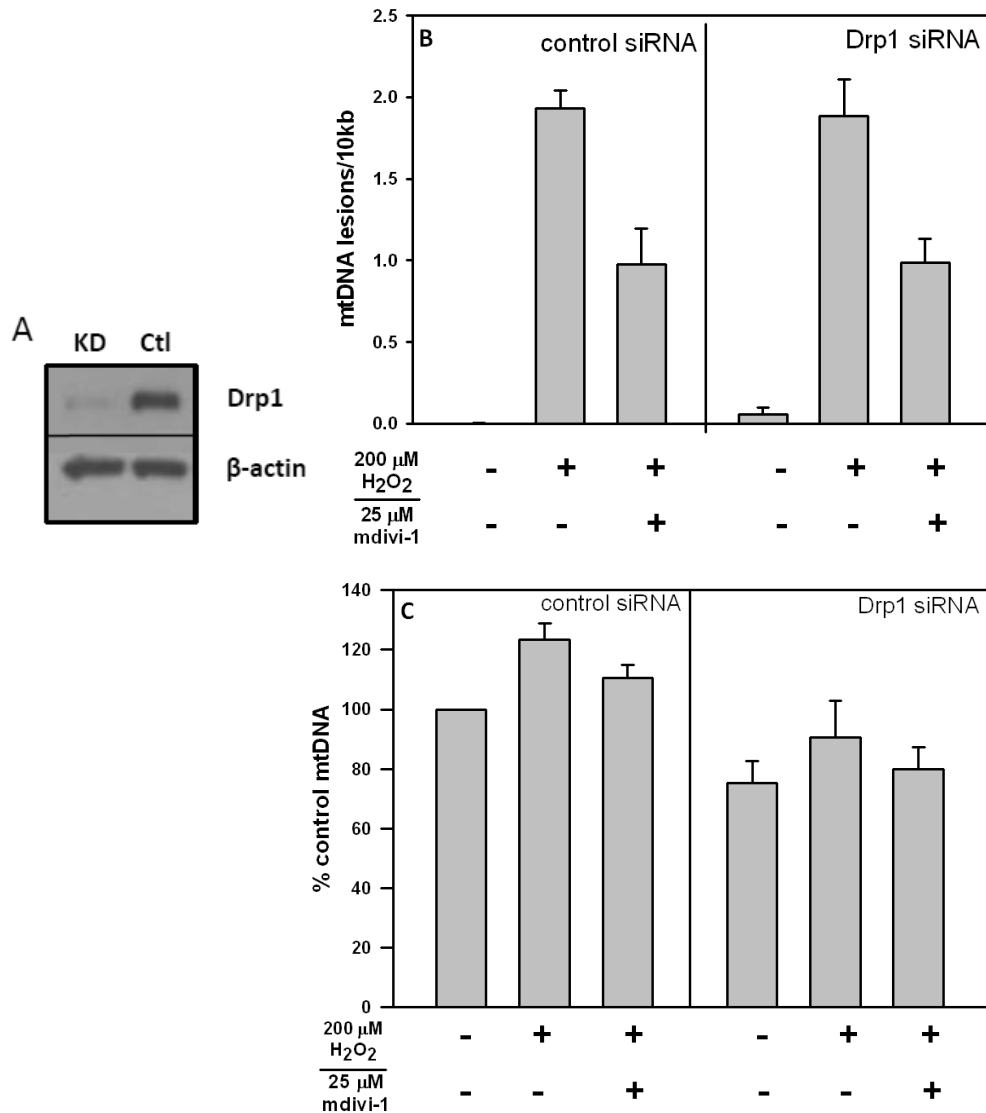 A
KD Ctl
Drp1
β-actin
B
control siRNA
Drp1 siRNA
mtDNA lesions/10kb
2.5
2.0
1.5
1.0
0.5
0.0
200 μM
H2O2
- + + - + +
25 μM
mdivi-1
- - + - - +
C
control siRNA
Drp1 siRNA
% control mtDNA
140
120
100
80
60
40
20
0
200 μM
H2O2
- + + - + +
25 μM
mdivi-1
- - + - - +